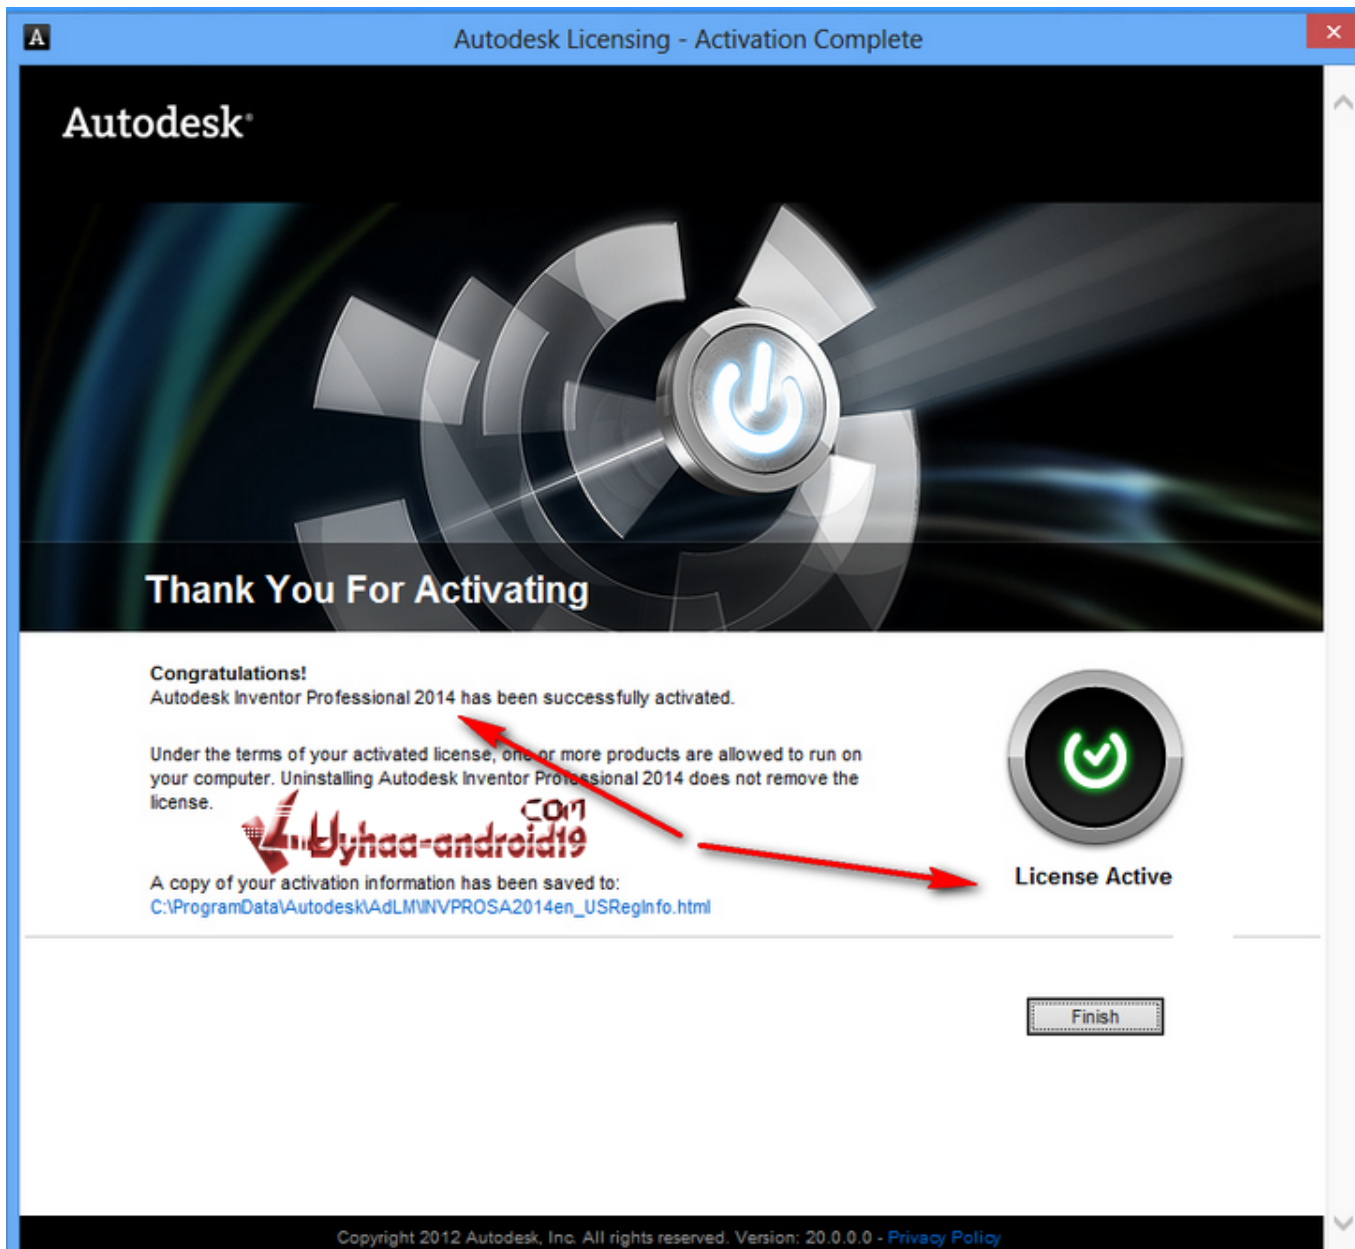 A
Autodesk Licensing - Activation Complete
Autodesk®
Thank You For Activating
Congratulations!
Autodesk Inventor Professional 2014 has been successfully activated.
Under the terms of your activated license, one or more products are allowed to run on
your computer. Uninstalling Autodesk Inventor Professional 2014 does not remove the
license.
COM
Uyhaa-android19
A copy of your activation information has been saved to:
C:\ProgramData\Autodesk\AdLM\INVPROSA2014en_USRegInfo.html
License Active
Finish
Copyright 2012 Autodesk, Inc. All rights reserved. Version: 20.0.0.0 - Privacy Policy